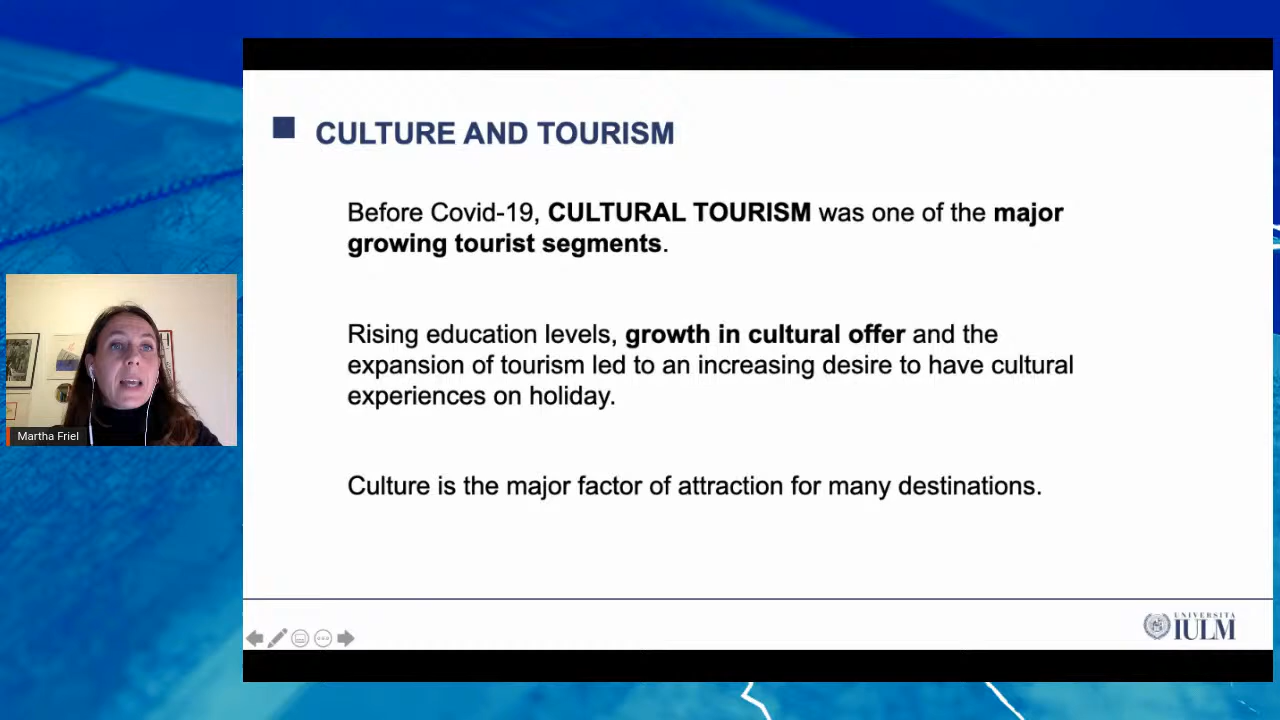 CULTURE AND TOURISM
Before Covid-19, CULTURAL TOURISM was one of the major
growing tourist segments.
Rising education levels, growth in cultural offer and the
expansion of tourism led to an increasing desire to have cultural
experiences on holiday.
Culture is the major factor of attraction for many destinations.
Martha Friel
UNIVERSITÀ
IULM